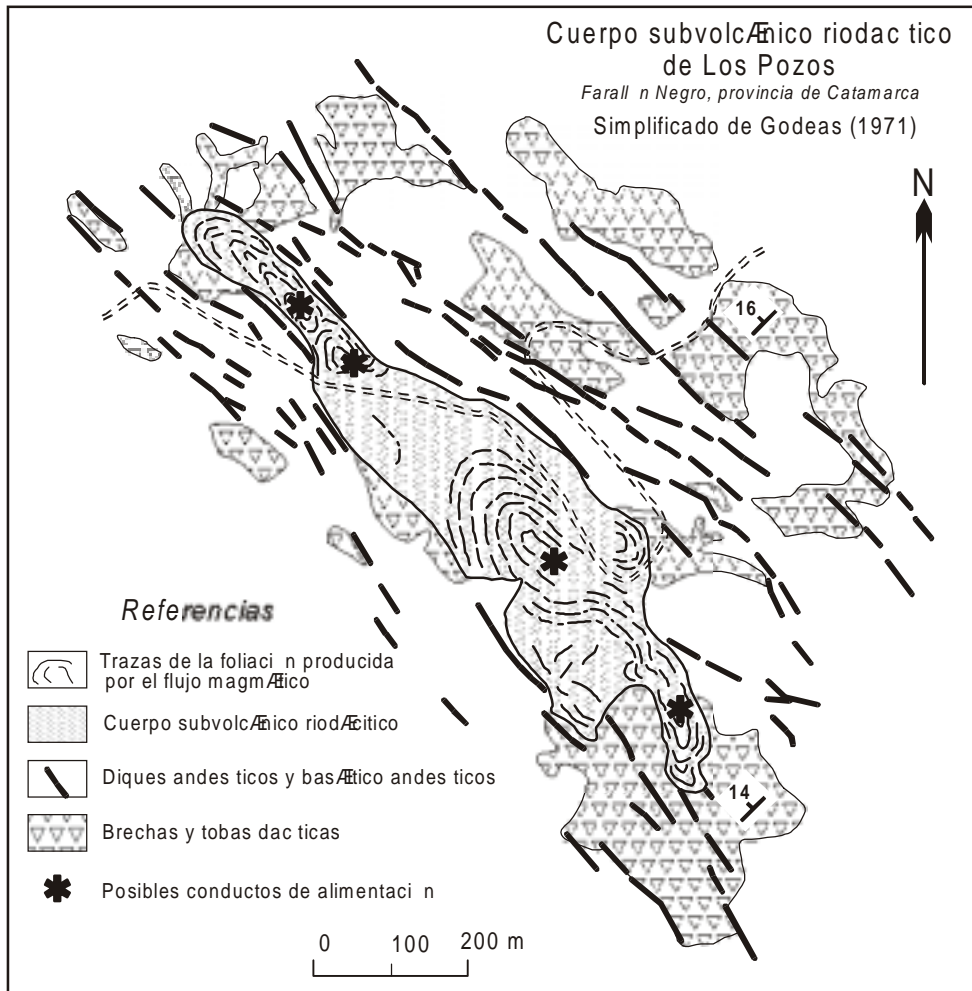 Cuerpo subvolcÆnico riodac tico
de Los Pozos
Farall n Negro, provincia de Catamarca
Simplificado de Godeas (1971)
N
16
Referencias
Trazas de la foliaci n producida
por el flujo magmÆtico
Cuerpo subvolcÆnico riodÆcitico
Diques andes ticos y basÆtico andes ticos
14
Brechas y tobas dac ticas
Posibles conductos de alimentaci n
0 100 200 m